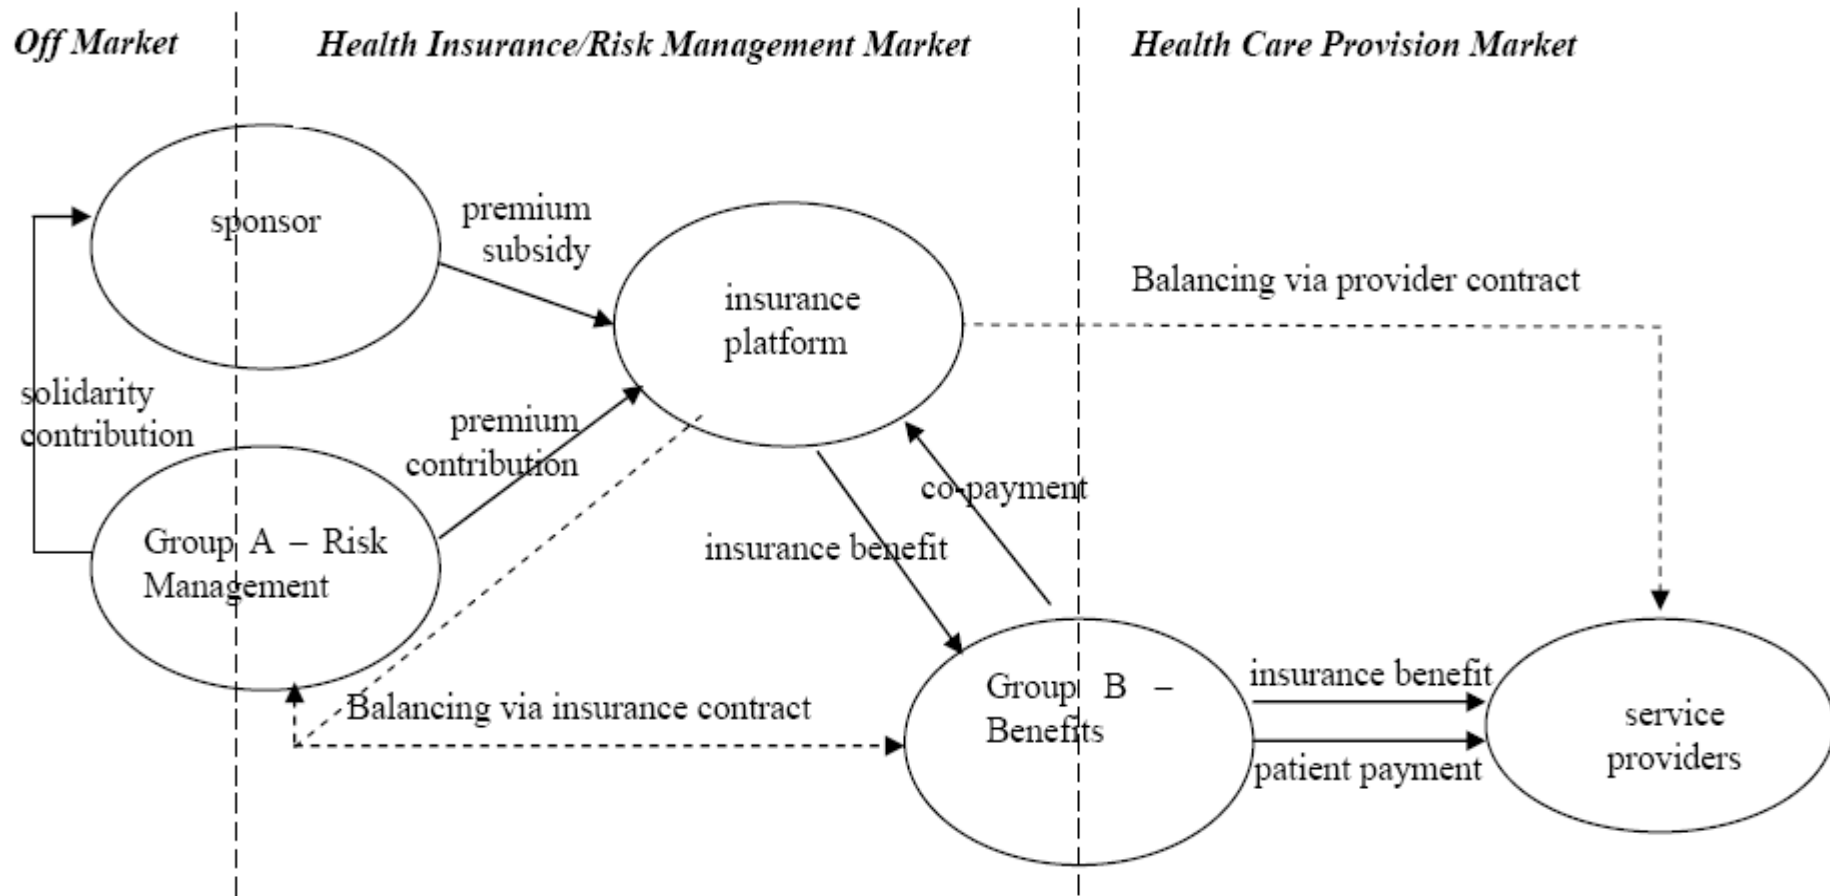 Off Market
Health Insurance/Risk Management Market
Health Care Provision Market
sponsor
premium
subsidy
insurance
platform
Balancing via provider contract
solidarity
contribution
premium
contribution
co-payment
Group A – Risk
Management
insurance benefit
Balancing via insurance contract
Group B –
Benefits
insurance benefit
patient payment
service
providers